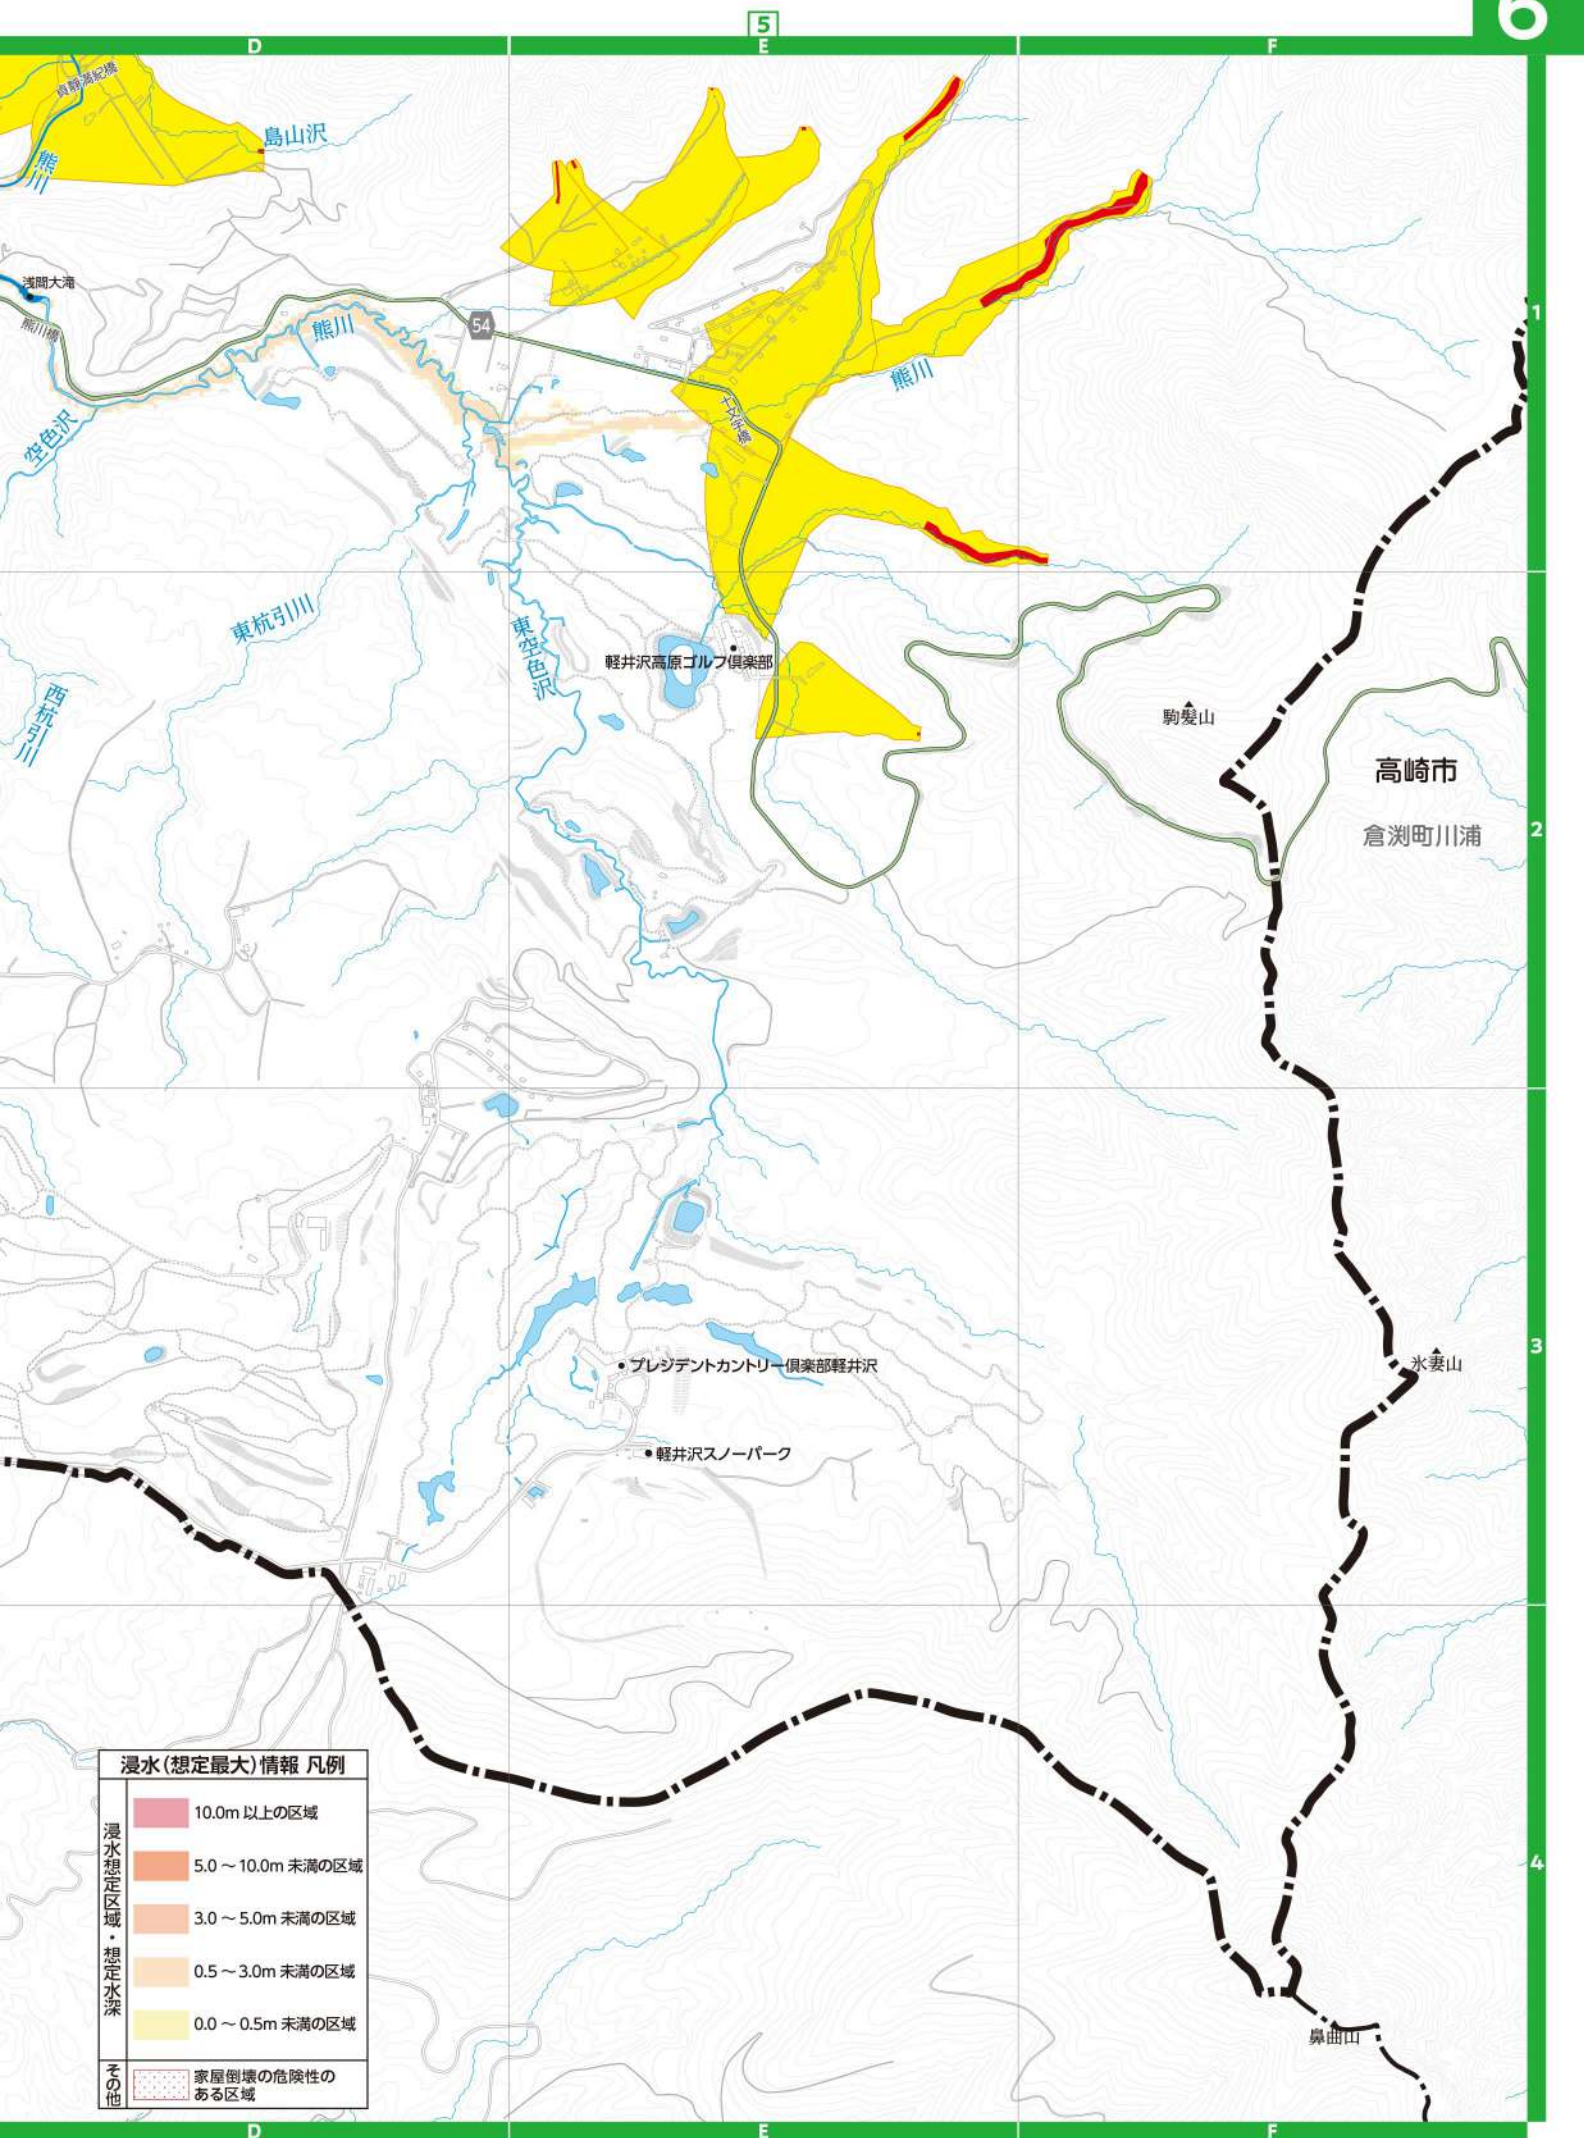 5
6
D
E
F
貞静満紀橋
島山沢
熊川
浅間大滝
熊川橋
熊川
54
空色沢
熊川
十文字橋
1
東杭引川
東空色沢
軽井沢高原ゴルフ倶楽部
西杭引川
駒髪山
高崎市
倉渕町川浦
2
プレジデントカントリー倶楽部軽井沢
氷妻山
3
軽井沢スノーパーク
浸水(想定最大)情報 凡例
浸水想定区域・想定水深
10.0m 以上の区域
5.0 ～ 10.0m 未満の区域
3.0 ～ 5.0m 未満の区域
0.5 ～ 3.0m 未満の区域
0.0 ～ 0.5m 未満の区域
その他
家屋倒壊の危険性の
ある区域
4
鼻曲山
D
E
F